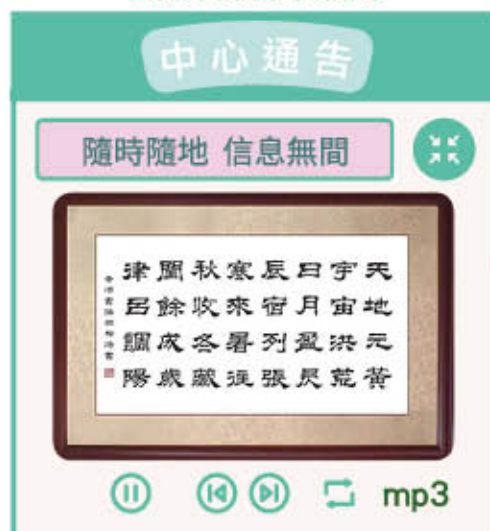 中心通告
隨時隨地 信息無間
天地元黃
宇宙洪荒
日月盈昃
辰宿列張
寒來暑往
秋收冬藏
閏餘成歲
律呂調陽
mp3